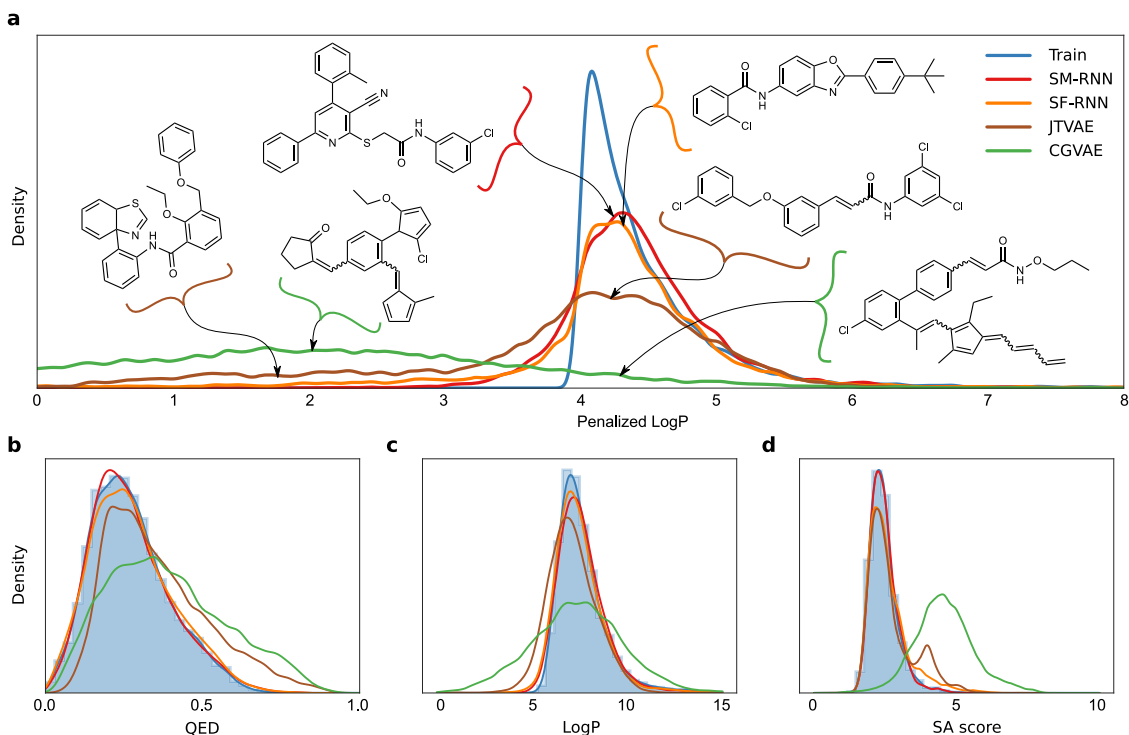 a
Density
Train
SM-RNN
SF-RNN
JTVAE
CGVAE
N
S
N
O
NH
Cl
O
Cl
NH
O
N
O
Cl
O
O
NH
Cl
Cl
S
N
O
O
NH
O
O
O
Cl
O
NH
O
Cl
0 1 2 3 4 5 6 7 8
Penalized LogP
b
Density
0.0 0.5 1.0
QED
c
0 5 10 15
LogP
d
0 5 10
SA score